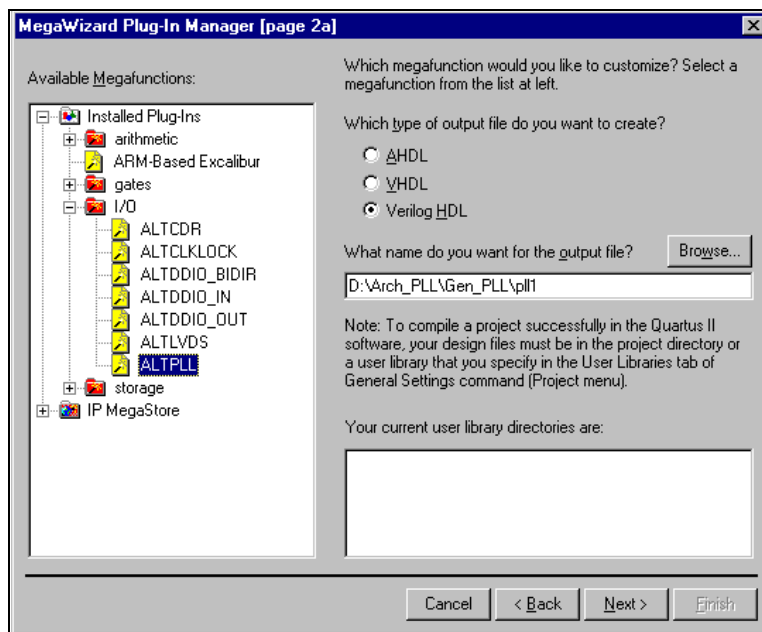 MegaWizard Plug-In Manager [page 2a]
Available Megafunctions:
Installed Plug-Ins
arithmetic
ARM-Based Excalibur
gates
I/O
ALTCDR
ALTCLKLOCK
ALTDDIO_BIDIR
ALTDDIO_IN
ALTDDIO_OUT
ALTLVDS
ALTPLL
storage
IP MegaStore
Which megafunction would you like to customize? Select a
megafunction from the list at left.
Which type of output file do you want to create?
AHDL
VHDL
Verilog HDL
What name do you want for the output file?
Browse...
D:\Arch_PLL\Gen_PLL\pll1
Note: To compile a project successfully in the Quartus II
software, your design files must be in the project directory or
a user library that you specify in the User Libraries tab of
General Settings command (Project menu).
Your current user library directories are:
Cancel
< Back
Next >
Finish